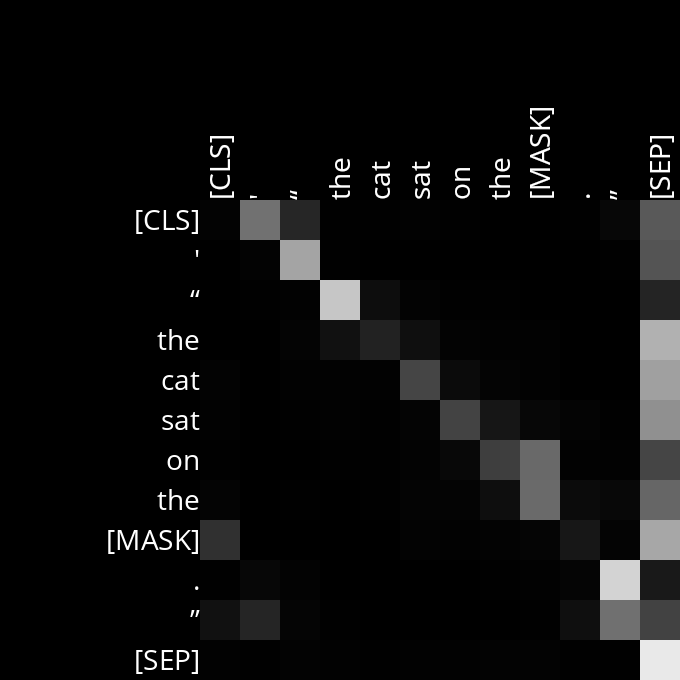 [CLS] ' “ the cat sat on the [MASK] . ” [SEP]
[CLS]
'
“
the
cat
sat
on
the
[MASK]
.
”
[SEP]